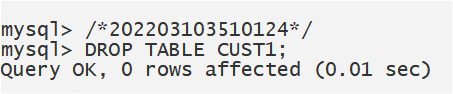 mysql> /*202203103510124*/
mysql> DROP TABLE CUST1;
Query OK, 0 rows affected (0.01 sec)